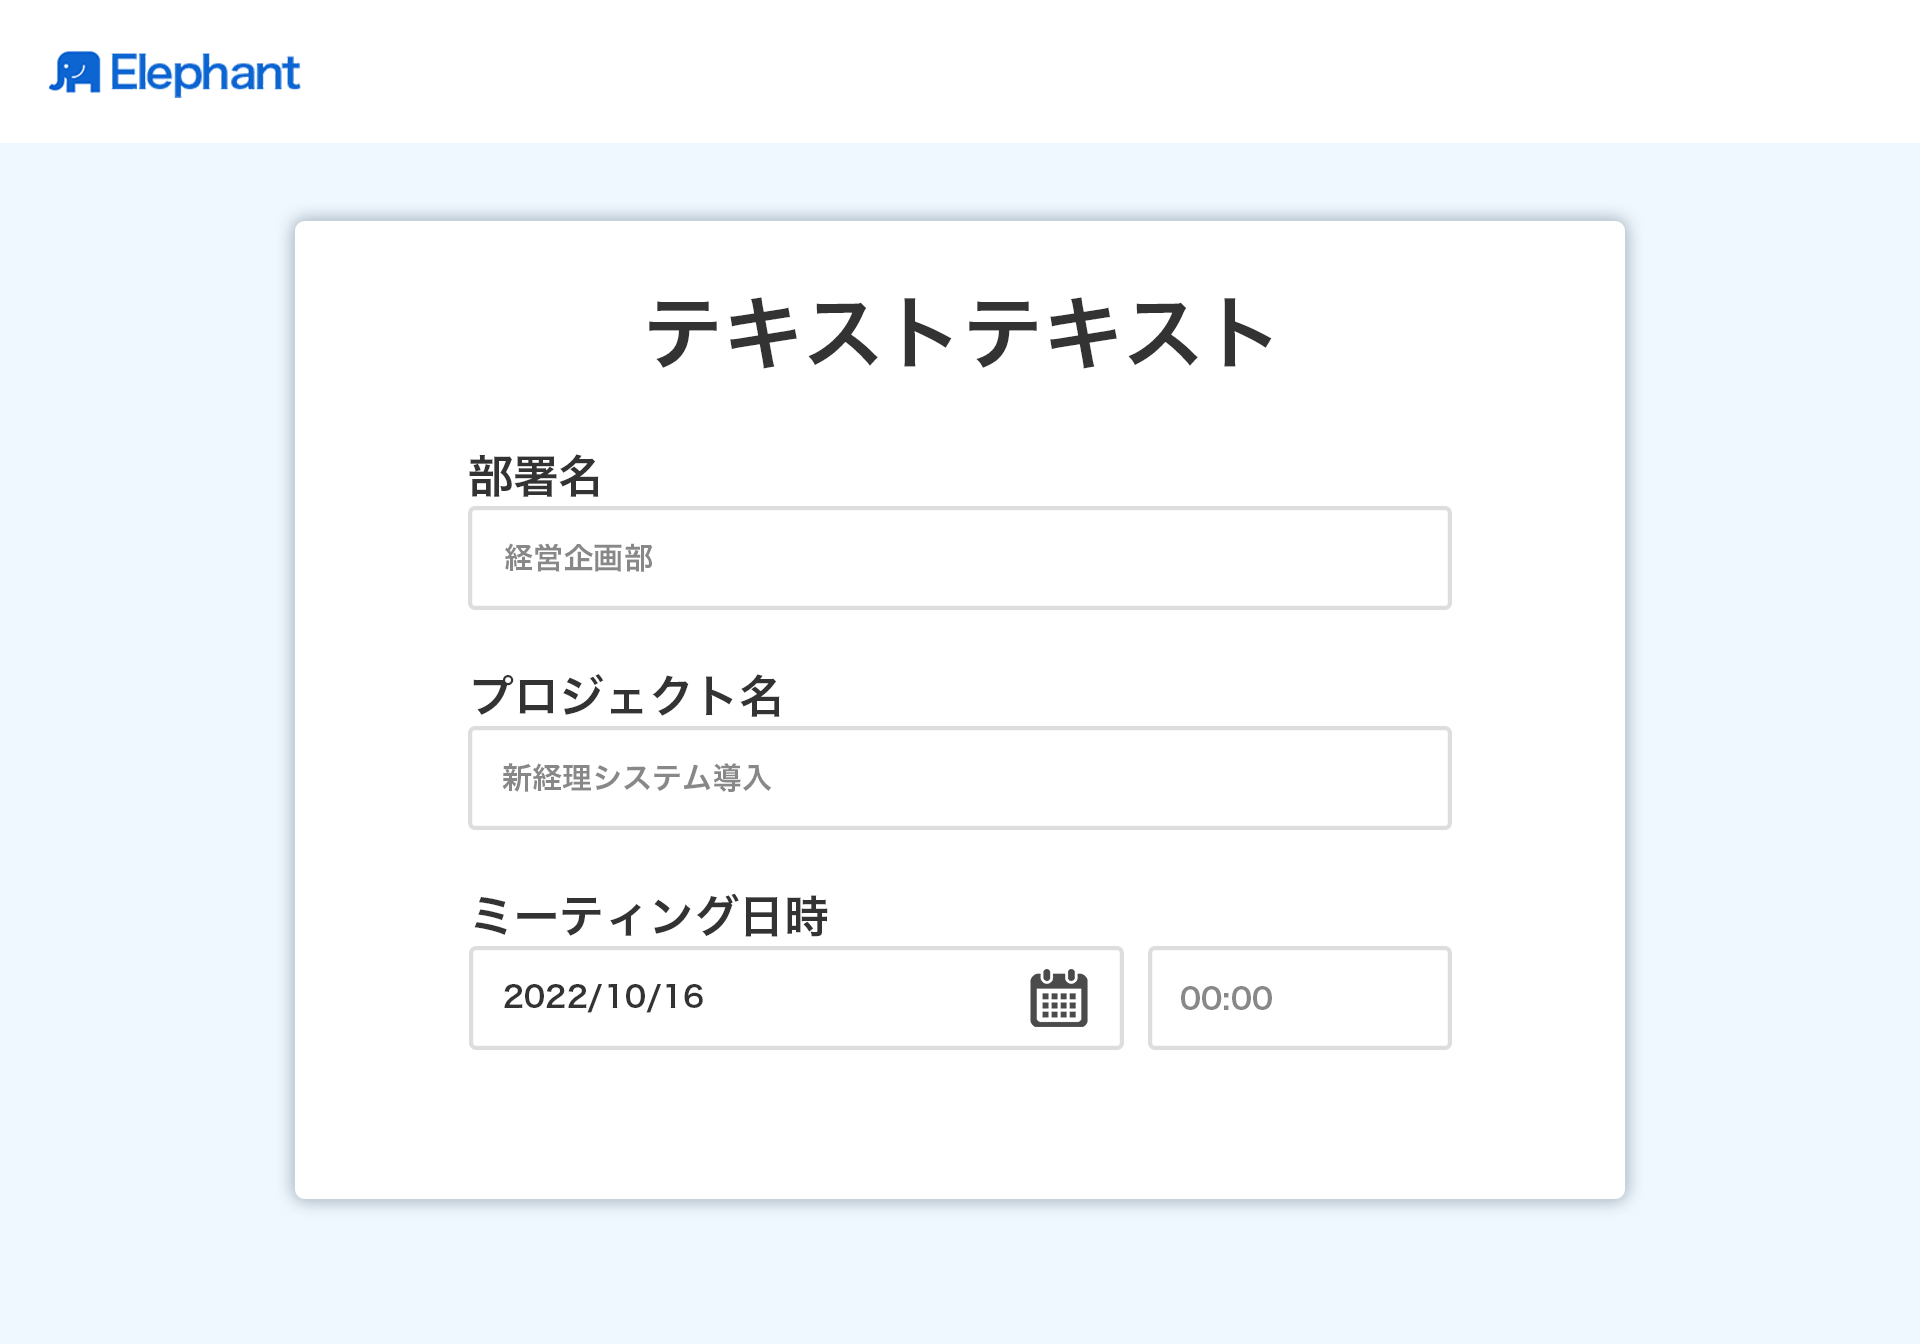 Elephant
テキストテキスト
部署名
経営企画部
プロジェクト名
新経理システム導入
ミーティング日時
2022/10/16
00:00